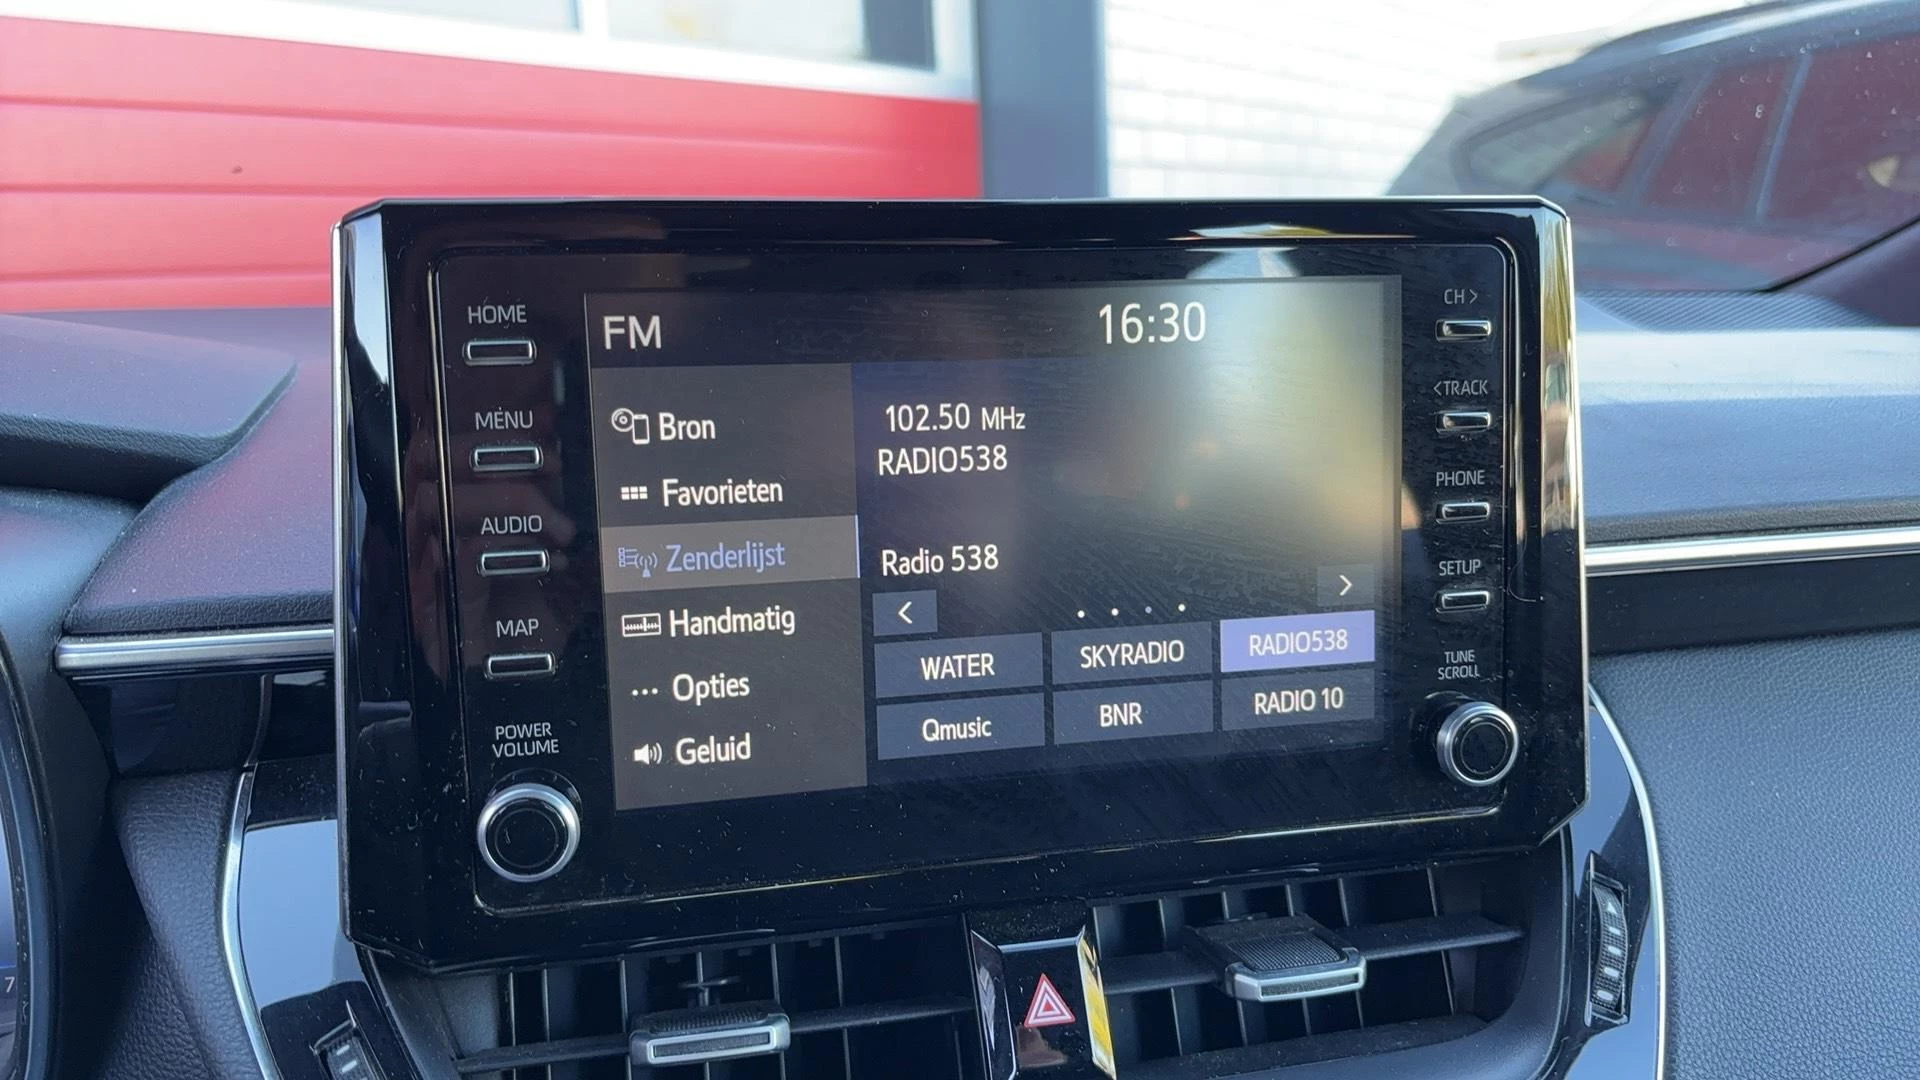 HOME
MENU
AUDIO
MAP
POWER
VOLUME
FM
16:30
Bron
Favorieten
Zenderlijst
Handmatig
Opties
Geluid
102.50 MHz
RADIO538
Radio 538
<
>
WATER
SKYRADIO
RADIO538
Qmusic
BNR
RADIO 10
CH >
< TRACK
PHONE
SETUP
TUNE
SCROLL
7